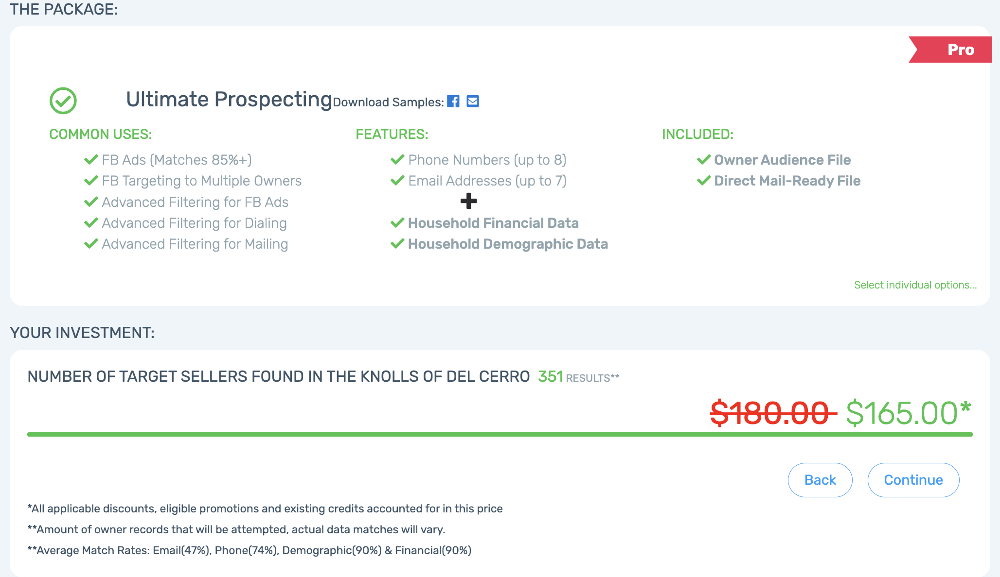 THE PACKAGE:
Pro
Ultimate Prospecting Download Samples:
COMMON USES:
FB Ads (Matches 85%+)
FB Targeting to Multiple Owners
Advanced Filtering for FB Ads
Advanced Filtering for Dialing
Advanced Filtering for Mailing
FEATURES:
Phone Numbers (up to 8)
Email Addresses (up to 7)
Household Financial Data
Household Demographic Data
INCLUDED:
Owner Audience File
Direct Mail-Ready File
Select individual options...
YOUR INVESTMENT:
NUMBER OF TARGET SELLERS FOUND IN THE KNOLLS OF DEL CERRO 351 RESULTS**
$180.00 $165.00*
Back Continue
*All applicable discounts, eligible promotions and existing credits accounted for in this price
**Amount of owner records that will be attempted, actual data matches will vary.
**Average Match Rates: Email(47%), Phone(74%), Demographic(90%) & Financial(90%)